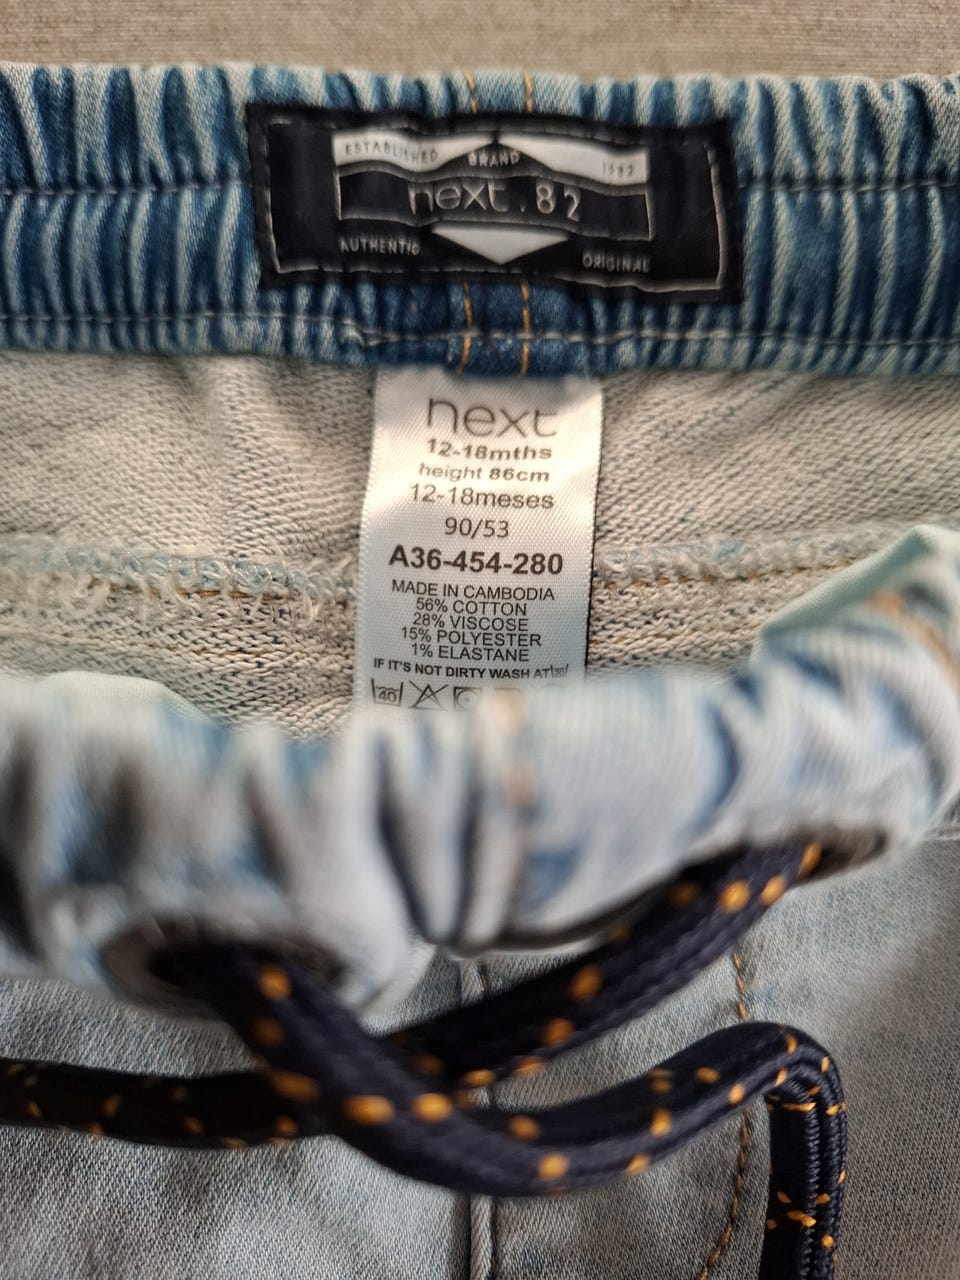 ESTABLISHED BRAND 1982
next.82
AUTHENTIC ORIGINAL
next
12-18mths
height 86cm
12-18meses
90/53
A36-454-280
MADE IN CAMBODIA
56% COTTON
28% VISCOSE
15% POLYESTER
1% ELASTANE
IF IT'S NOT DIRTY WASH AT 30
40